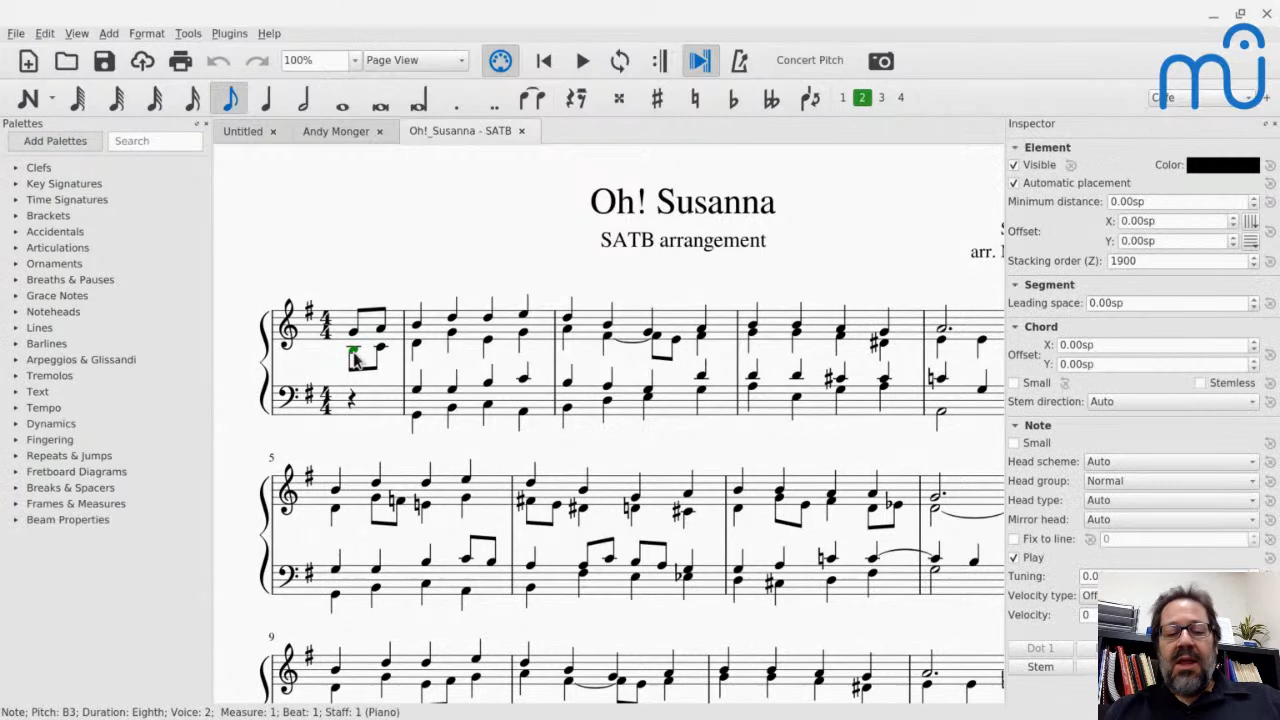 File Edit View Add Format Tools Plugins Help
100% Page View Concert Pitch
1 2 3 4
Palettes
Add Palettes Search
Clefs
Key Signatures
Time Signatures
Brackets
Accidentals
Articulations
Ornaments
Breaths & Pauses
Grace Notes
Noteheads
Lines
Barlines
Arpeggios & Glissandi
Tremolos
Text
Tempo
Dynamics
Fingering
Repeats & Jumps
Fretboard Diagrams
Breaks & Spacers
Frames & Measures
Beam Properties
Untitled Andy Monger Oh!_Susanna - SATB
Oh! Susanna
SATB arrangement
arr.
5
9
Inspector
Element
Visible Color:
Automatic placement
Minimum distance: 0.00sp
Offset: X: 0.00sp
Y: 0.00sp
Stacking order (Z): 1900
Segment
Leading space: 0.00sp
Chord
Offset: X: 0.00sp
Y: 0.00sp
Small Stemless
Stem direction: Auto
Note
Small
Head scheme: Auto
Head group: Normal
Head type: Auto
Mirror head: Auto
Fix to line: 0
Play
Tuning: 0.0
Velocity type:
Velocity: 0
Dot 1
Stem
Note; Pitch: B3; Duration: Eighth; Voice: 2; Measure: 1; Beat: 1; Staff: 1 (Piano)